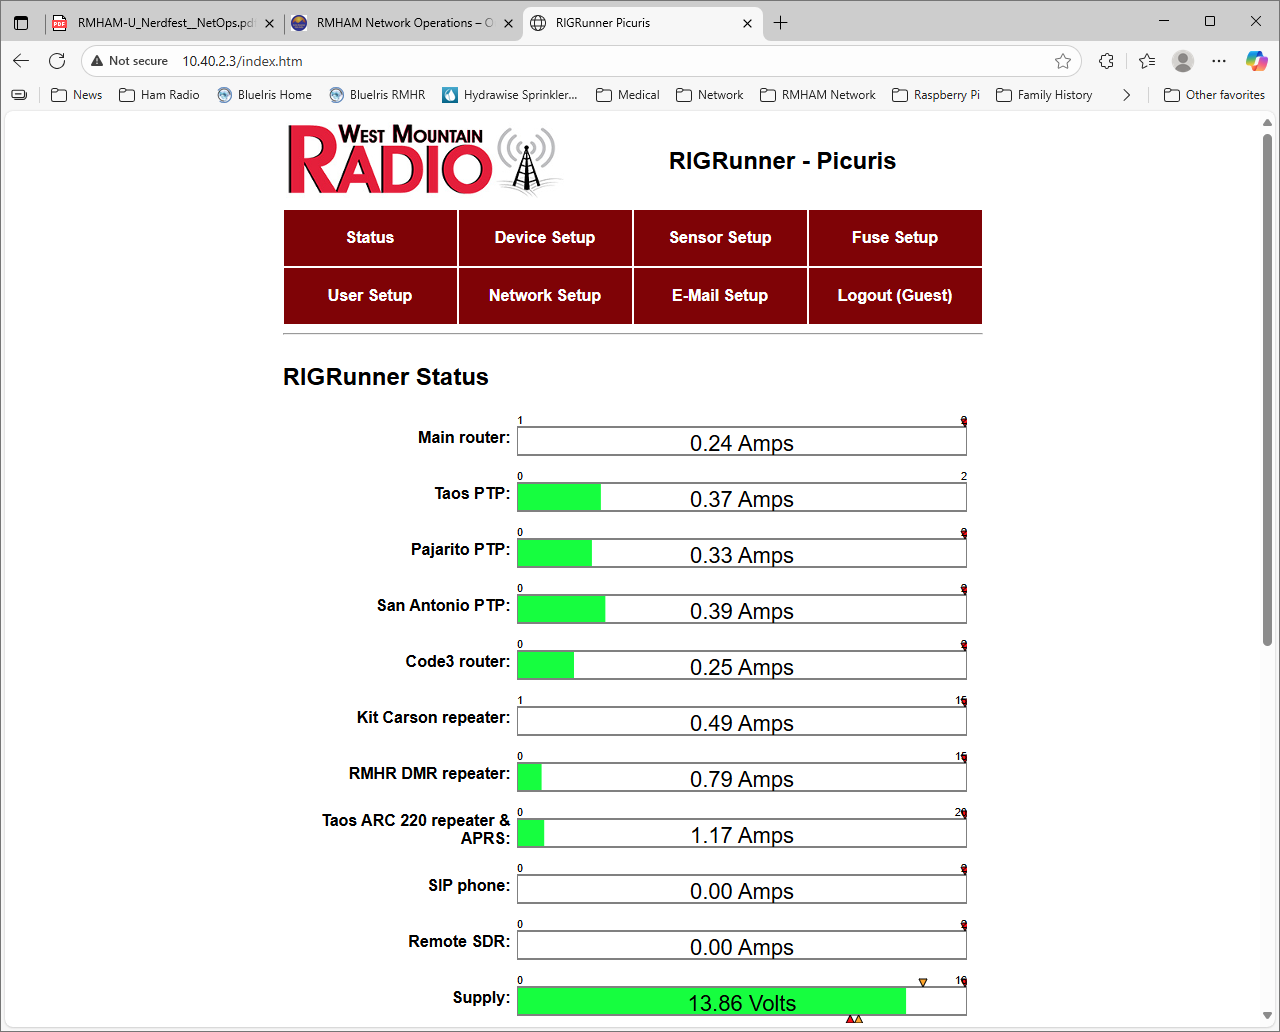 RMHAM-U_Nerdfest__NetOps.pd
RMHAM Network Operations – O
RIGRunner Picuris
Not secure
10.40.2.3/index.htm
News
Ham Radio
BlueIris Home
BlueIris RMHR
Hydrawise Sprinkler...
Medical
Network
RMHAM Network
Raspberry Pi
Family History
Other favorites
WEST MOUNTAIN
RADIO
RIGRunner - Picuris
Status
Device Setup
Sensor Setup
Fuse Setup
User Setup
Network Setup
E-Mail Setup
Logout (Guest)
RIGRunner Status
1
Main router: 0.24 Amps
0 2
Taos PTP: 0.37 Amps
0
Pajarito PTP: 0.33 Amps
0
San Antonio PTP: 0.39 Amps
0
Code3 router: 0.25 Amps
1 15
Kit Carson repeater: 0.49 Amps
0 15
RMHR DMR repeater: 0.79 Amps
0 20
Taos ARC 220 repeater &
APRS: 1.17 Amps
0
SIP phone: 0.00 Amps
0
Remote SDR: 0.00 Amps
0
Supply: 13.86 Volts